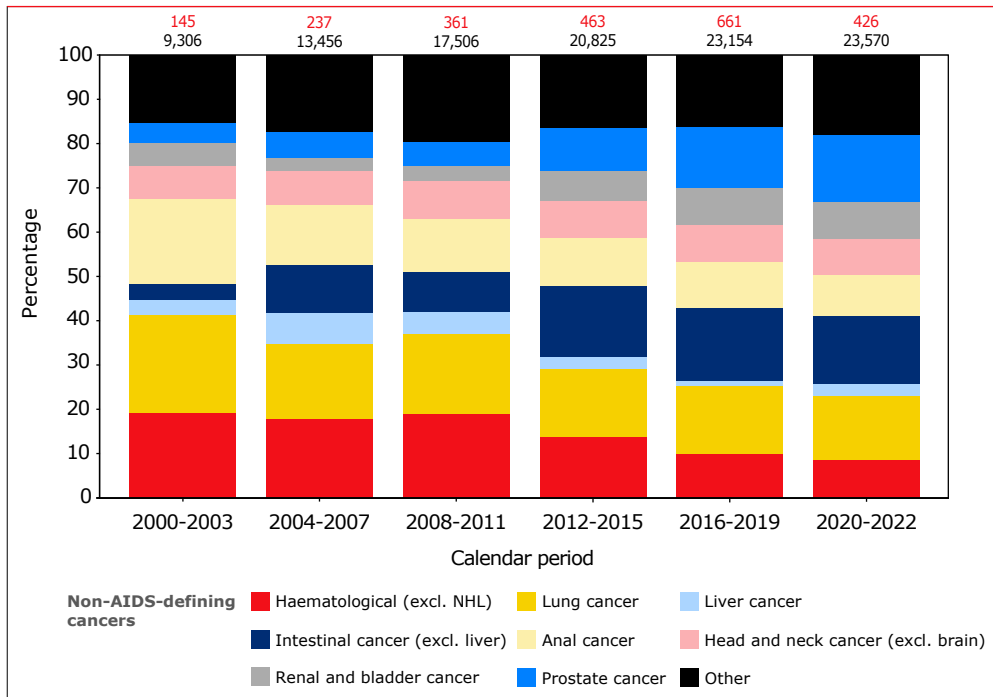 145 237 361 463 661 426
9,306 13,456 17,506 20,825 23,154 23,570
100
90
80
70
60
50
40
30
20
10
0
Percentage
2000-2003 2004-2007 2008-2011 2012-2015 2016-2019 2020-2022
Calendar period
Non-AIDS-defining
cancers
Haematological (excl. NHL) Lung cancer Liver cancer
Intestinal cancer (excl. liver) Anal cancer Head and neck cancer (excl. brain)
Renal and bladder cancer Prostate cancer Other